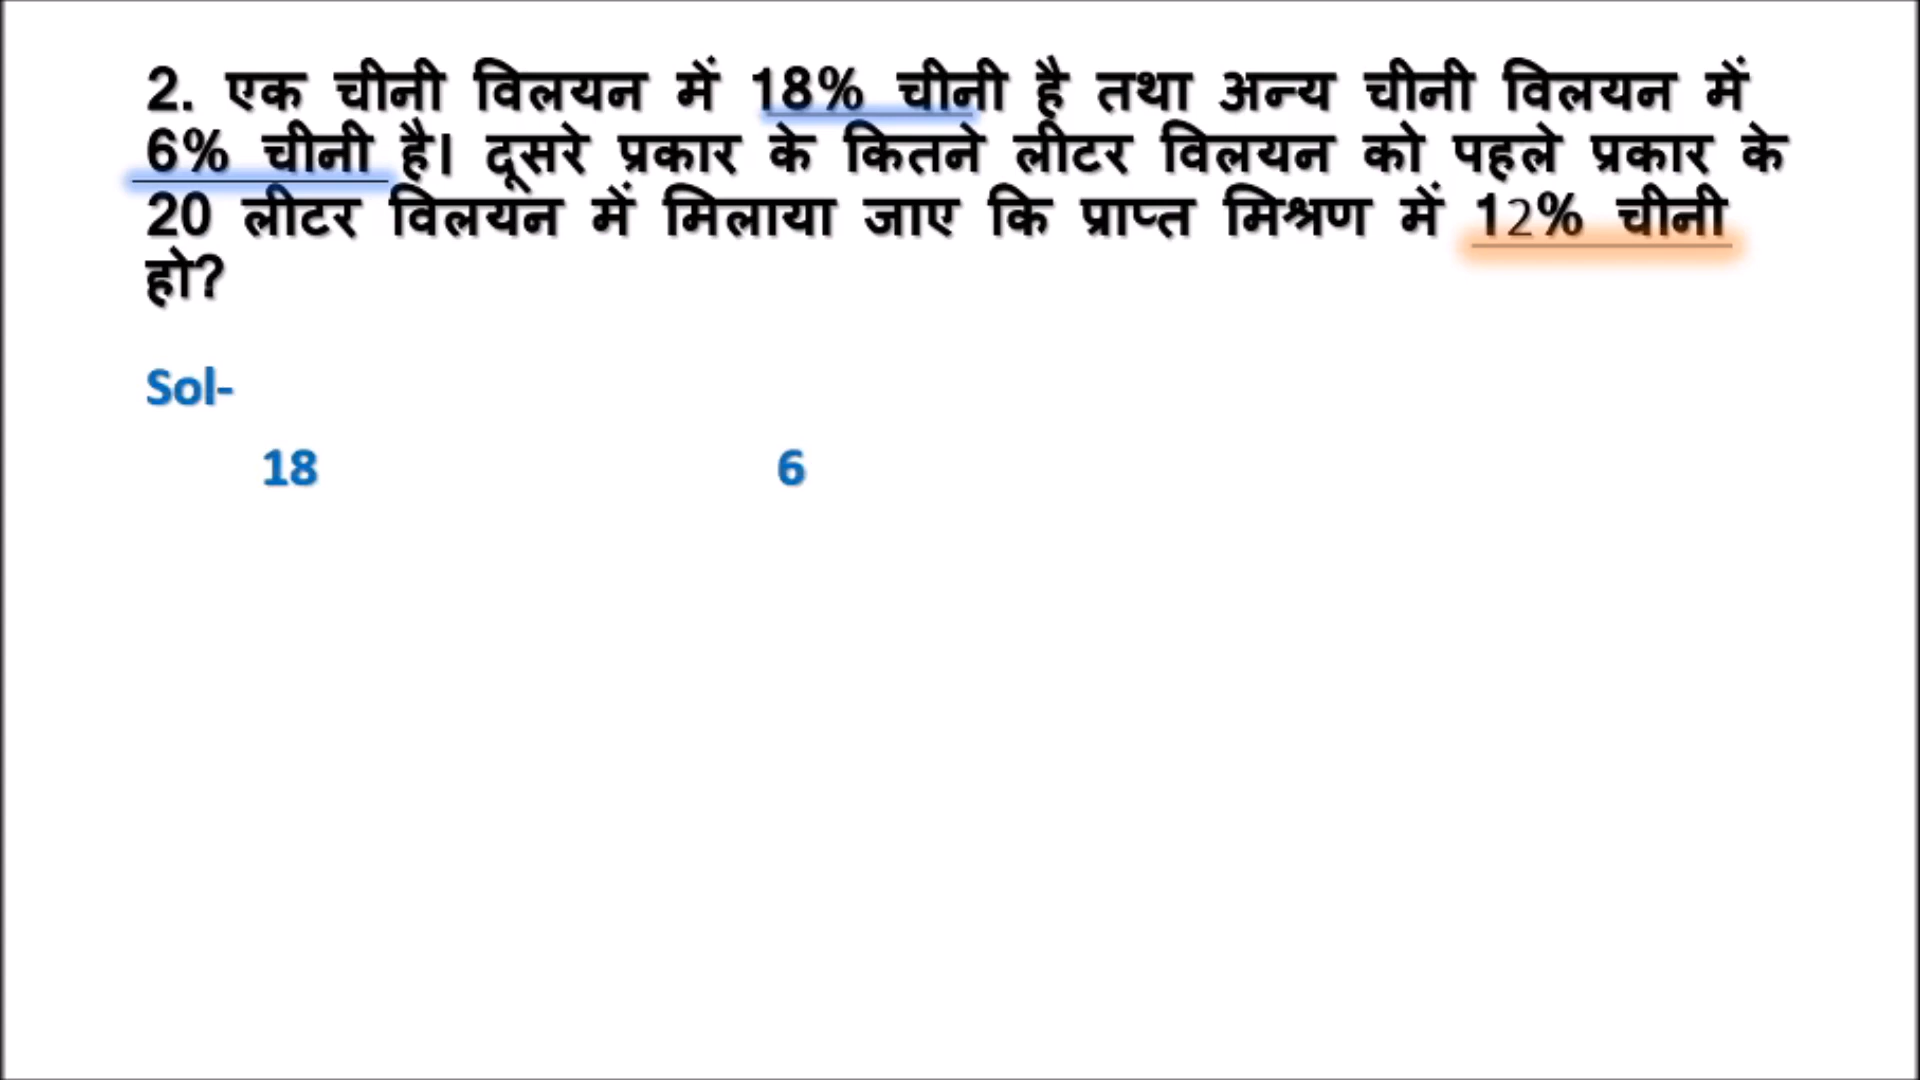 2. एक चीनी विलयन में 18% चीनी है तथा अन्य चीनी विलयन में
6% चीनी है। दूसरे प्रकार के कितने लीटर विलयन को पहले प्रकार के
20 लीटर विलयन में मिलाया जाए कि प्राप्त मिश्रण में 12% चीनी
हो?
Sol-
18 6